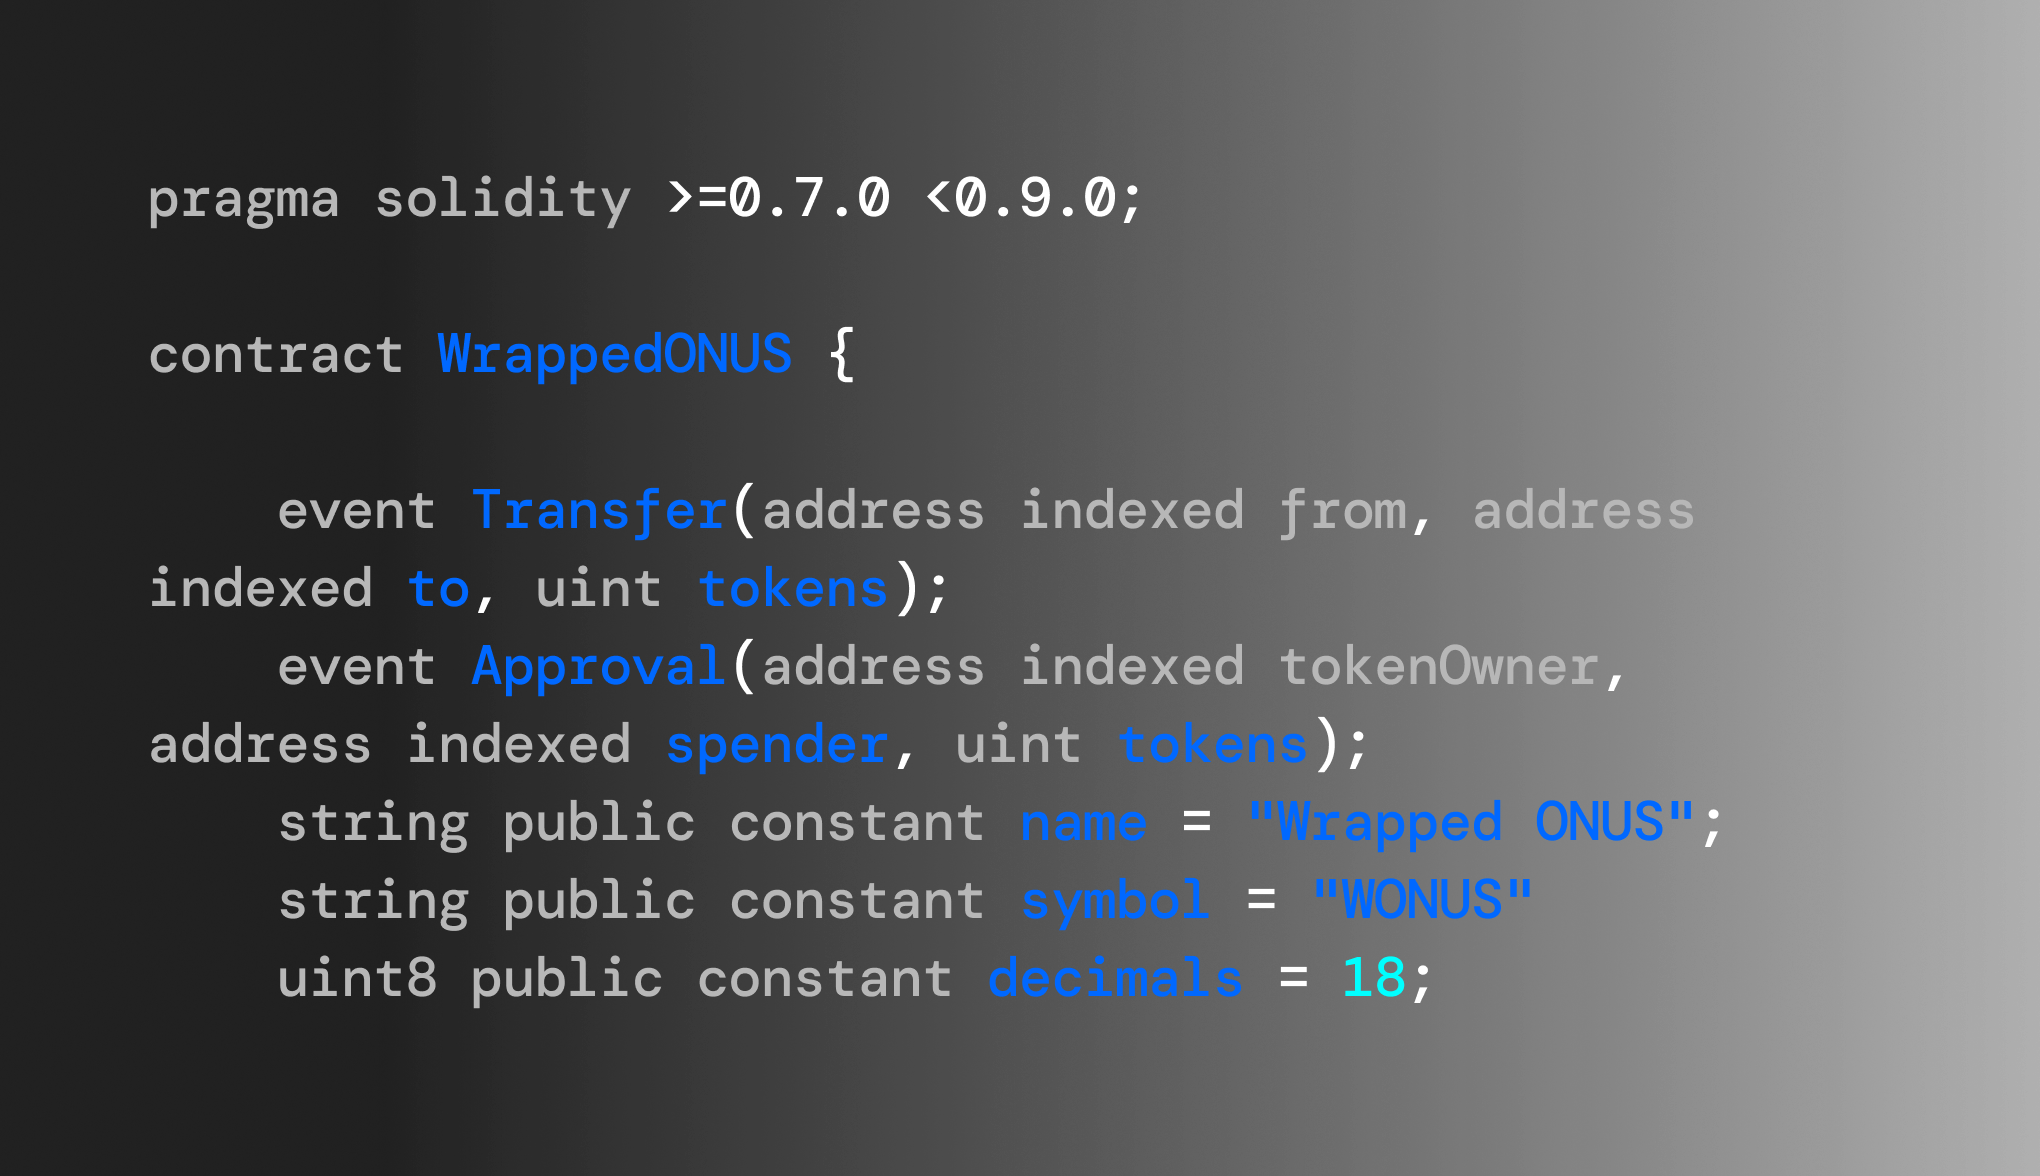 pragma solidity >=0.7.0 <0.9.0;
contract WrappedONUS {
event Transfer(address indexed from, address
indexed to, uint tokens);
event Approval(address indexed tokenOwner,
address indexed spender, uint tokens);
string public constant name = "Wrapped ONUS";
string public constant symbol = "WONUS"
uint8 public constant decimals = 18;